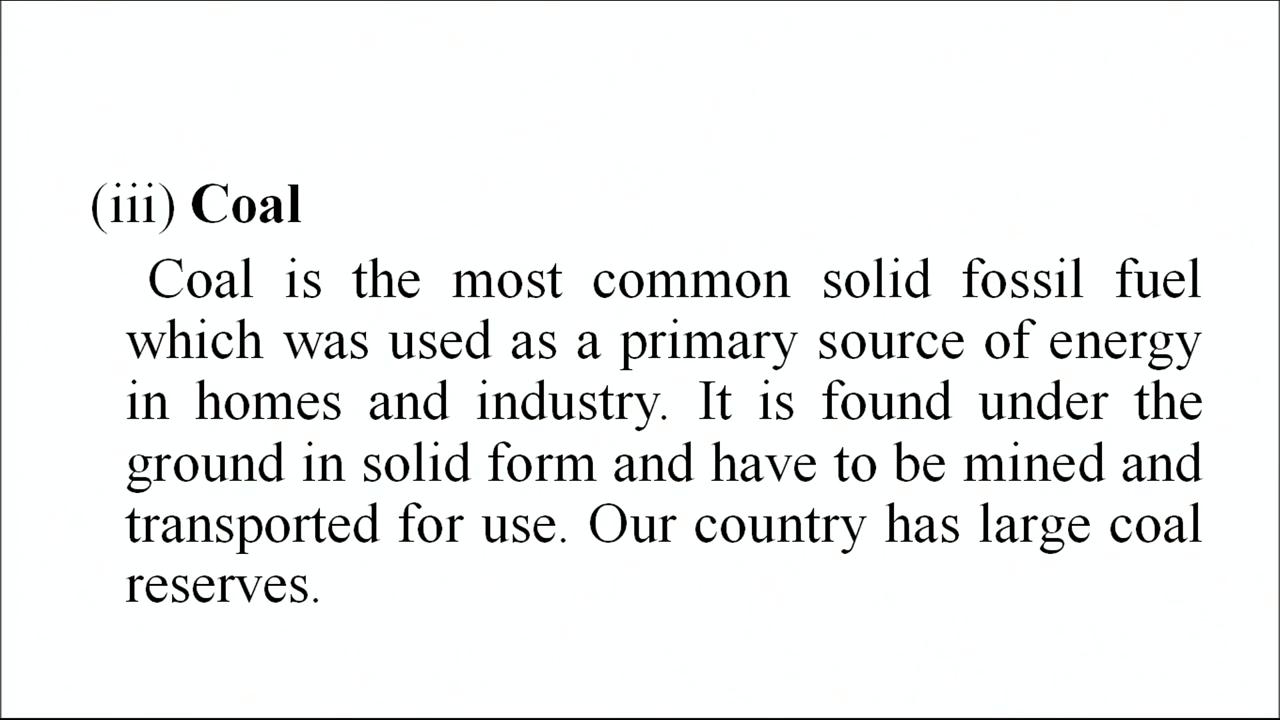 (iii) Coal
Coal is the most common solid fossil fuel
which was used as a primary source of energy
in homes and industry. It is found under the
ground in solid form and have to be mined and
transported for use. Our country has large coal
reserves.